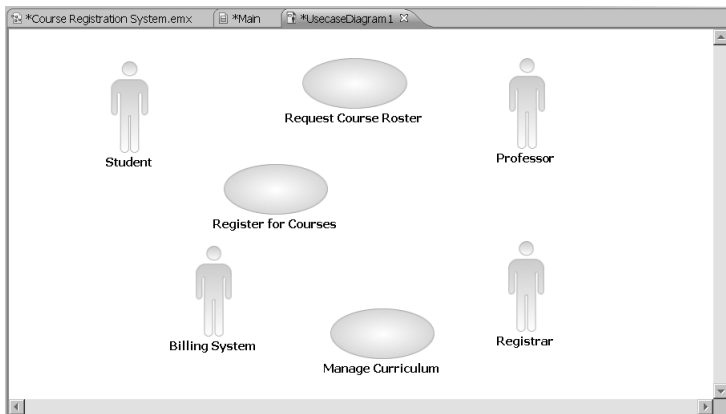 *Course Registration System.emx
*Main
*UsecaseDiagram1
Request Course Roster
Student
Professor
Register for Courses
Billing System
Registrar
Manage Curriculum